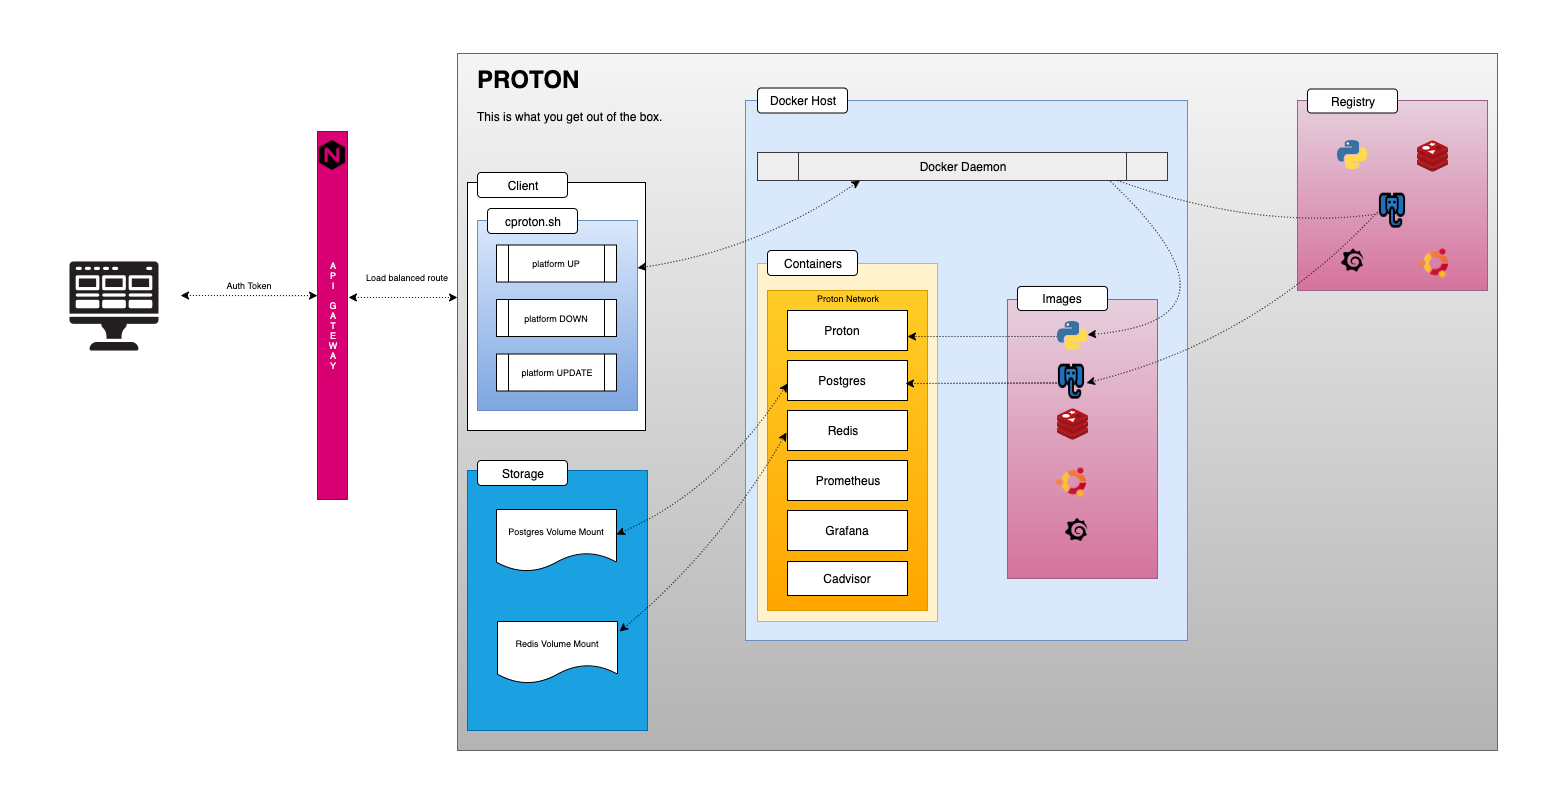 PROTON
This is what you get out of the box.
Auth Token
N
API GATEWAY
Load balanced route
Client
cproton.sh
platform UP
platform DOWN
platform UPDATE
Storage
Postgres Volume Mount
Redis Volume Mount
Docker Host
Docker Daemon
Containers
Proton Network
Proton
Postgres
Redis
Prometheus
Grafana
Cadvisor
Images
Registry